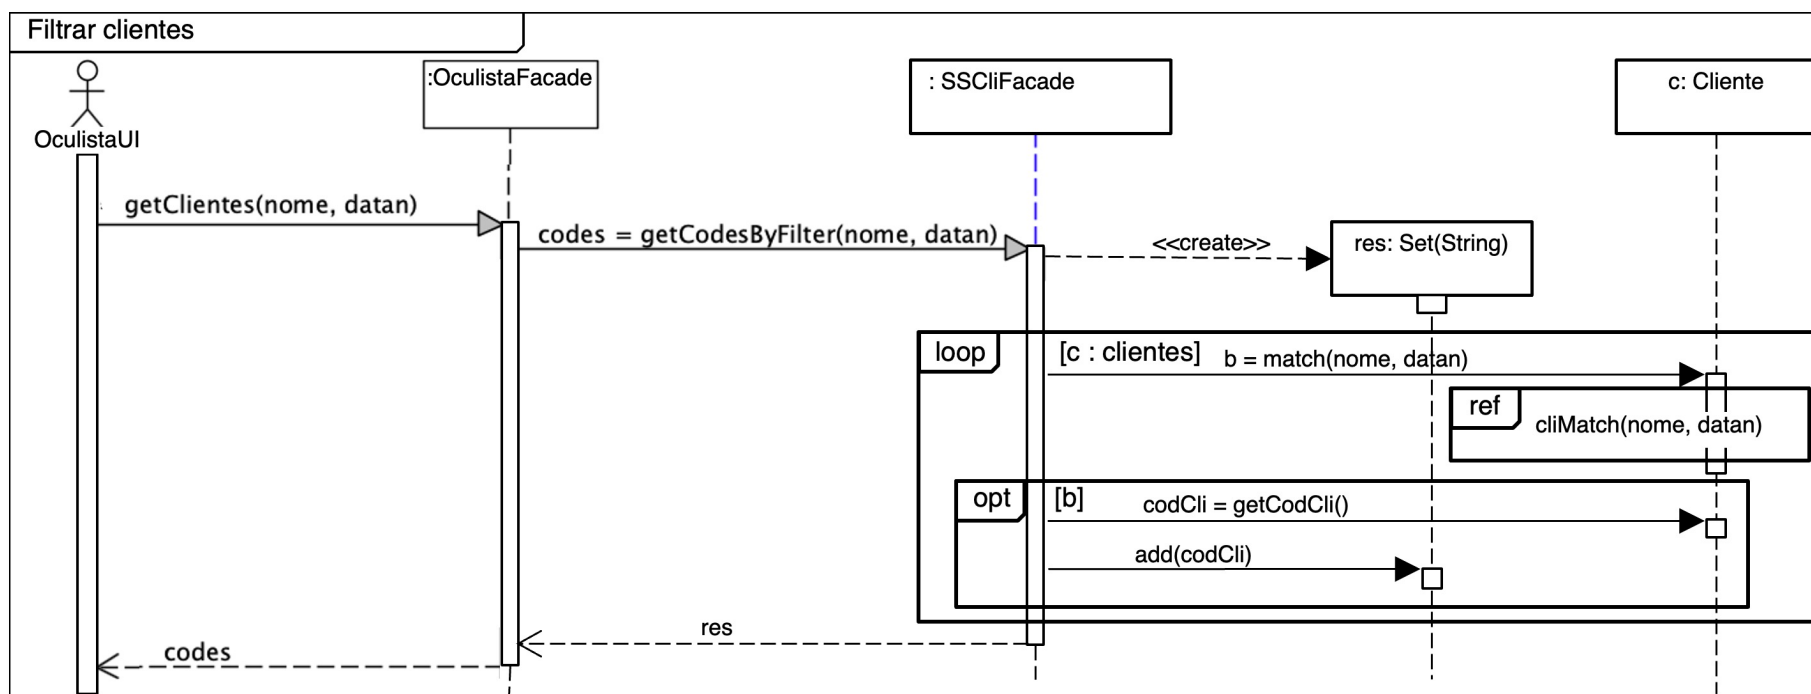 Filtrar clientes
:OculistaFacade
: SSCliFacade
c: Cliente
OculistaUI
getClientes(nome, datan)
codes = getCodesByFilter(nome, datan)
<<create>>
res: Set(String)
loop
[c : clientes]
b = match(nome, datan)
ref
cliMatch(nome, datan)
opt
[b]
codCli = getCodCli()
add(codCli)
res
codes